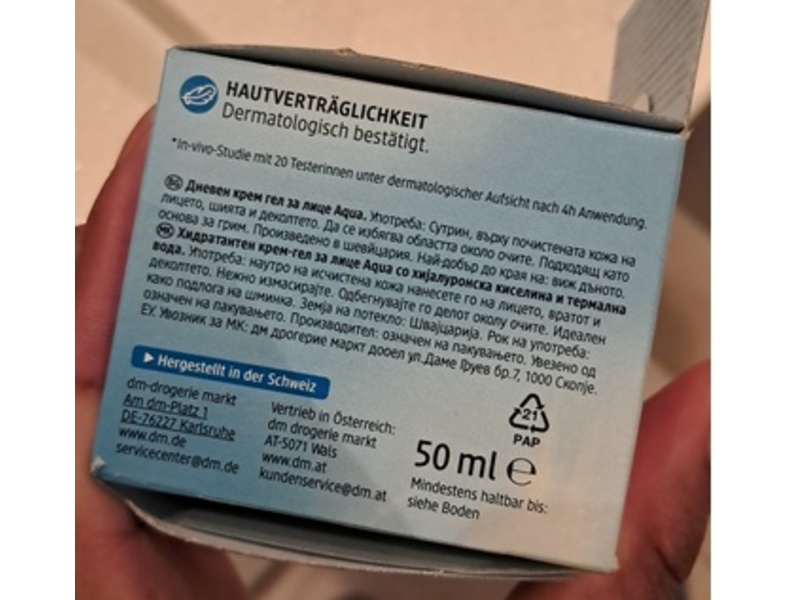 HAUTVERTRÄGLICHKEIT
Dermatologisch bestätigt.
*In-vivo-Studie mit 20 Testerinnen unter dermatologischer Aufsicht nach 4h Anwendung.
BG Дневен крем гел за лице Aqua. Употреба: Сутрин, върху почистената кожа на
лицето, шията и деколтето. Да се избягва областта около очите. Подходящ като
основа за грим. Произведено в швейцария. Най-добър до края на: виж дъното.
MK Хидратантен крем-гел за лице Aqua со хијалуронска киселина и термална
вода. Употреба: наутро на исчистена кожа нанесете го на лицето, вратот и
деколтето. Нежно измасирајте. Одбегнувајте го делот околу очите. Идеален
како подлога на шминка. Земја на потекло: Швајцарија. Рок на употреба:
означен на пакувањето. Производител: означен на пакувањето. Увезено од
ЕУ. Увозник за МК: дм дрогерие маркт дооел ул.Даме Груев бр.7, 1000 Скопје.
Hergestellt in der Schweiz
dm-drogerie markt
Am dm-Platz 1
DE-76227 Karlsruhe
www.dm.de
servicecenter@dm.de
Vertrieb in Österreich:
dm drogerie markt
AT-5071 Wals
www.dm.at
kundenservice@dm.at
21
PAP
50 ml e
Mindestens haltbar bis:
siehe Boden